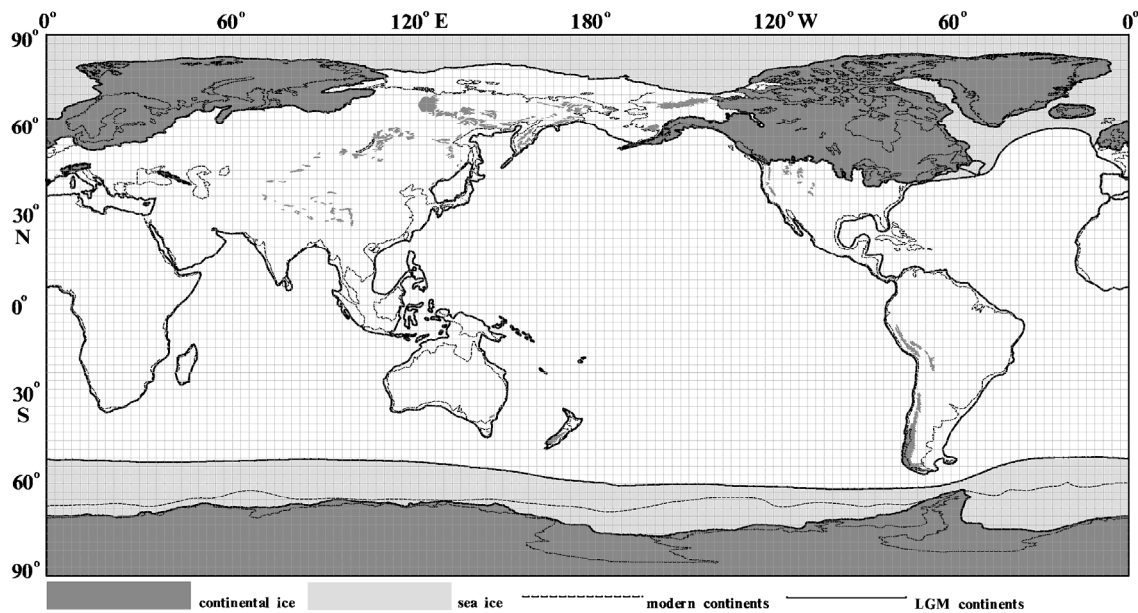 0° 60° 120° E 180° 120° W 60° 0°
90°
60°
30°
N
0°
30°
S
60°
90°
continental ice sea ice modern continents LGM continents